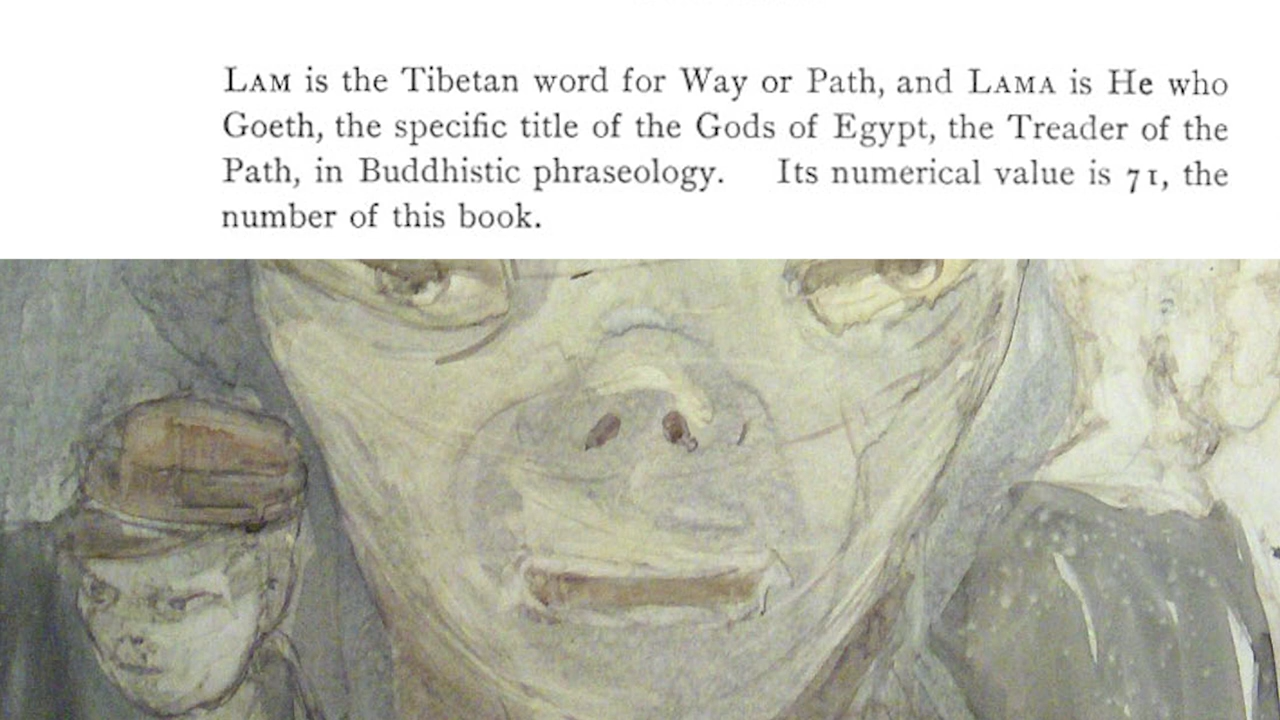 LAM is the Tibetan word for Way or Path, and LAMA is He who
Goeth, the specific title of the Gods of Egypt, the Treader of the
Path, in Buddhistic phraseology. Its numerical value is 71, the
number of this book.